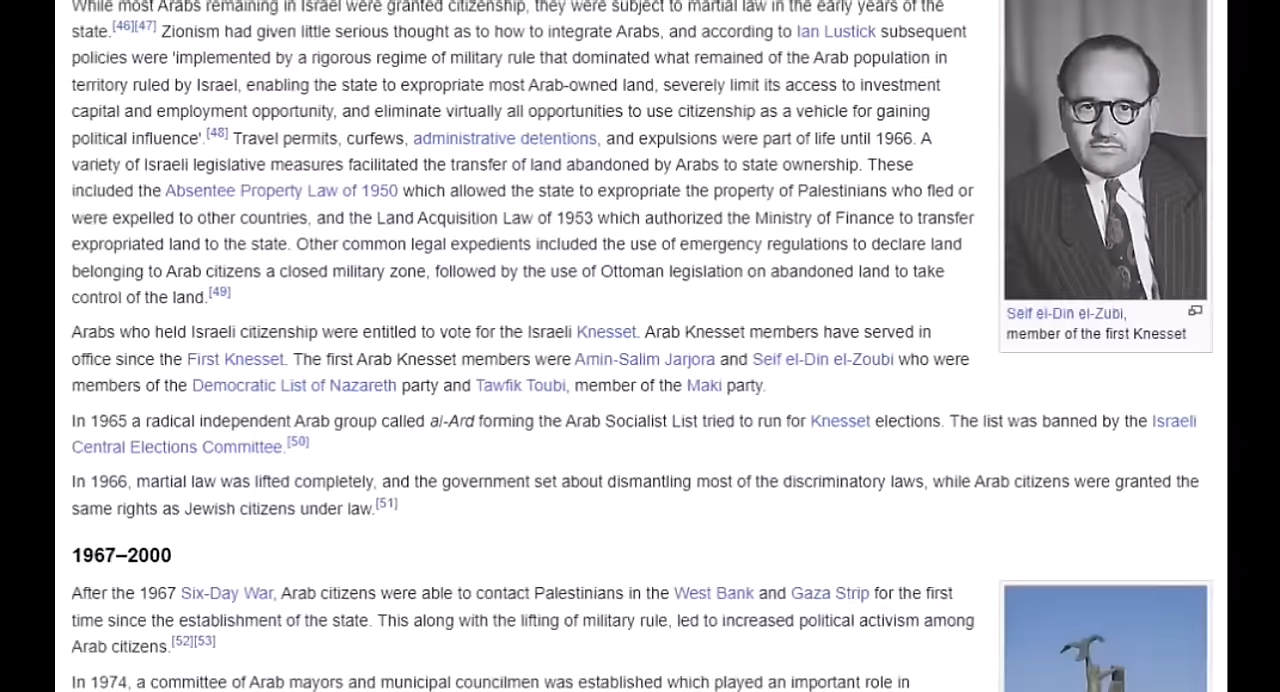 While most Arabs remaining in Israel were granted citizenship, they were subject to martial law in the early years of the
state.[46][47] Zionism had given little serious thought as to how to integrate Arabs, and according to Ian Lustick subsequent
policies were 'implemented by a rigorous regime of military rule that dominated what remained of the Arab population in
territory ruled by Israel, enabling the state to expropriate most Arab-owned land, severely limit its access to investment
capital and employment opportunity, and eliminate virtually all opportunities to use citizenship as a vehicle for gaining
political influence'.[48] Travel permits, curfews, administrative detentions, and expulsions were part of life until 1966. A
variety of Israeli legislative measures facilitated the transfer of land abandoned by Arabs to state ownership. These
included the Absentee Property Law of 1950 which allowed the state to expropriate the property of Palestinians who fled or
were expelled to other countries, and the Land Acquisition Law of 1953 which authorized the Ministry of Finance to transfer
expropriated land to the state. Other common legal expedients included the use of emergency regulations to declare land
belonging to Arab citizens a closed military zone, followed by the use of Ottoman legislation on abandoned land to take
control of the land.[49]
Seif el-Din el-Zubi,
member of the first Knesset
Arabs who held Israeli citizenship were entitled to vote for the Israeli Knesset. Arab Knesset members have served in
office since the First Knesset. The first Arab Knesset members were Amin-Salim Jarjora and Seif el-Din el-Zoubi who were
members of the Democratic List of Nazareth party and Tawfik Toubi, member of the Maki party.
In 1965 a radical independent Arab group called al-Ard forming the Arab Socialist List tried to run for Knesset elections. The list was banned by the Israeli
Central Elections Committee.[50]
In 1966, martial law was lifted completely, and the government set about dismantling most of the discriminatory laws, while Arab citizens were granted the
same rights as Jewish citizens under law.[51]
1967–2000
After the 1967 Six-Day War, Arab citizens were able to contact Palestinians in the West Bank and Gaza Strip for the first
time since the establishment of the state. This along with the lifting of military rule, led to increased political activism among
Arab citizens.[52][53]
In 1974, a committee of Arab mayors and municipal councilmen was established which played an important role in